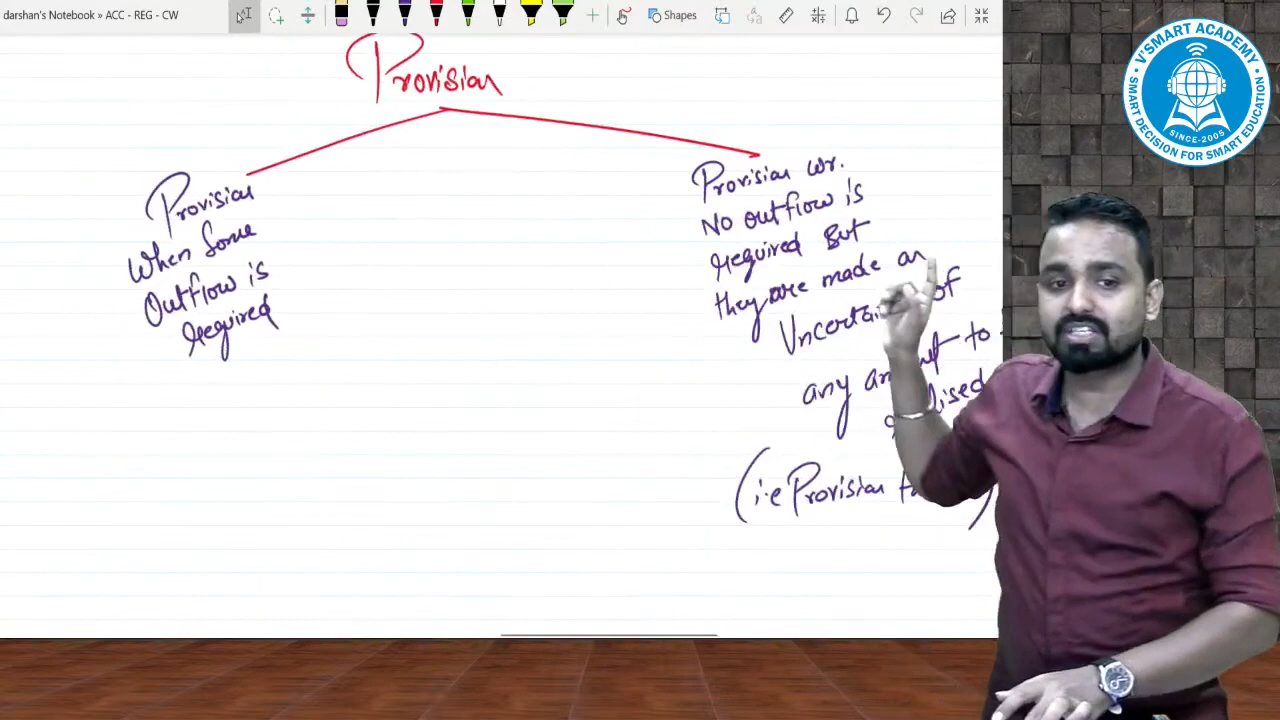 darshan's Notebook » ACC - REG - CW
Shapes
V'SMART ACADEMY
SINCE-2005
SMART DECISION FOR SMART EDUCATION
Provision
Provision
When Some
Outflow is
required
Provision wr.
No outflow is
required But
they are made an
of
any to
(i.e Provision